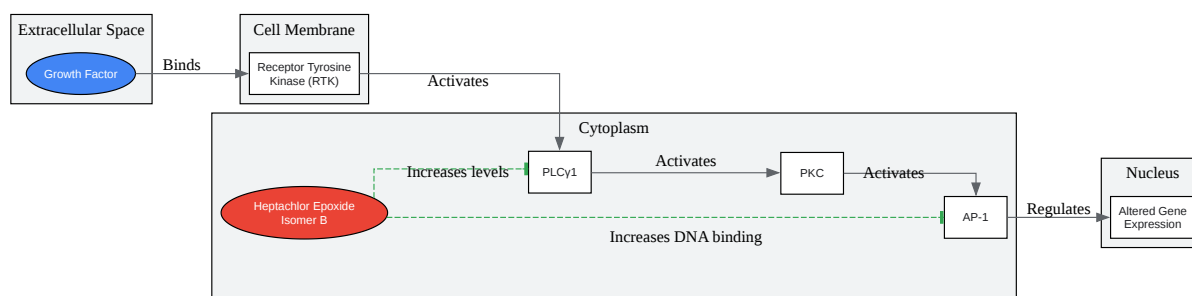 Extracellular Space
Growth Factor
Binds
Cell Membrane
Receptor Tyrosine
Kinase (RTK)
Activates
Cytoplasm
Increases levels
PLCγ1
Activates
PKC
Activates
Heptachlor Epoxide
Isomer B
Increases DNA binding
AP-1
Regulates
Nucleus
Altered Gene
Expression